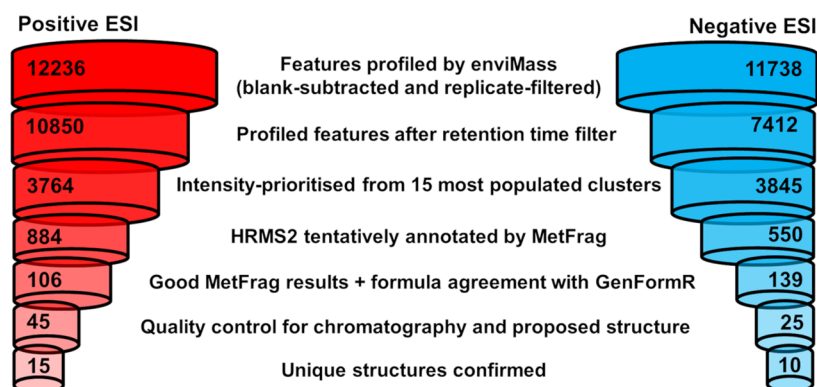 Positive ESI
Negative ESI
12236
Features profiled by enviMass
(blank-subtracted and replicate-filtered)
11738
10850
Profiled features after retention time filter
7412
3764
Intensity-prioritised from 15 most populated clusters
3845
884
HRMS2 tentatively annotated by MetFrag
550
106
Good MetFrag results + formula agreement with GenFormR
139
45
Quality control for chromatography and proposed structure
25
15
Unique structures confirmed
10